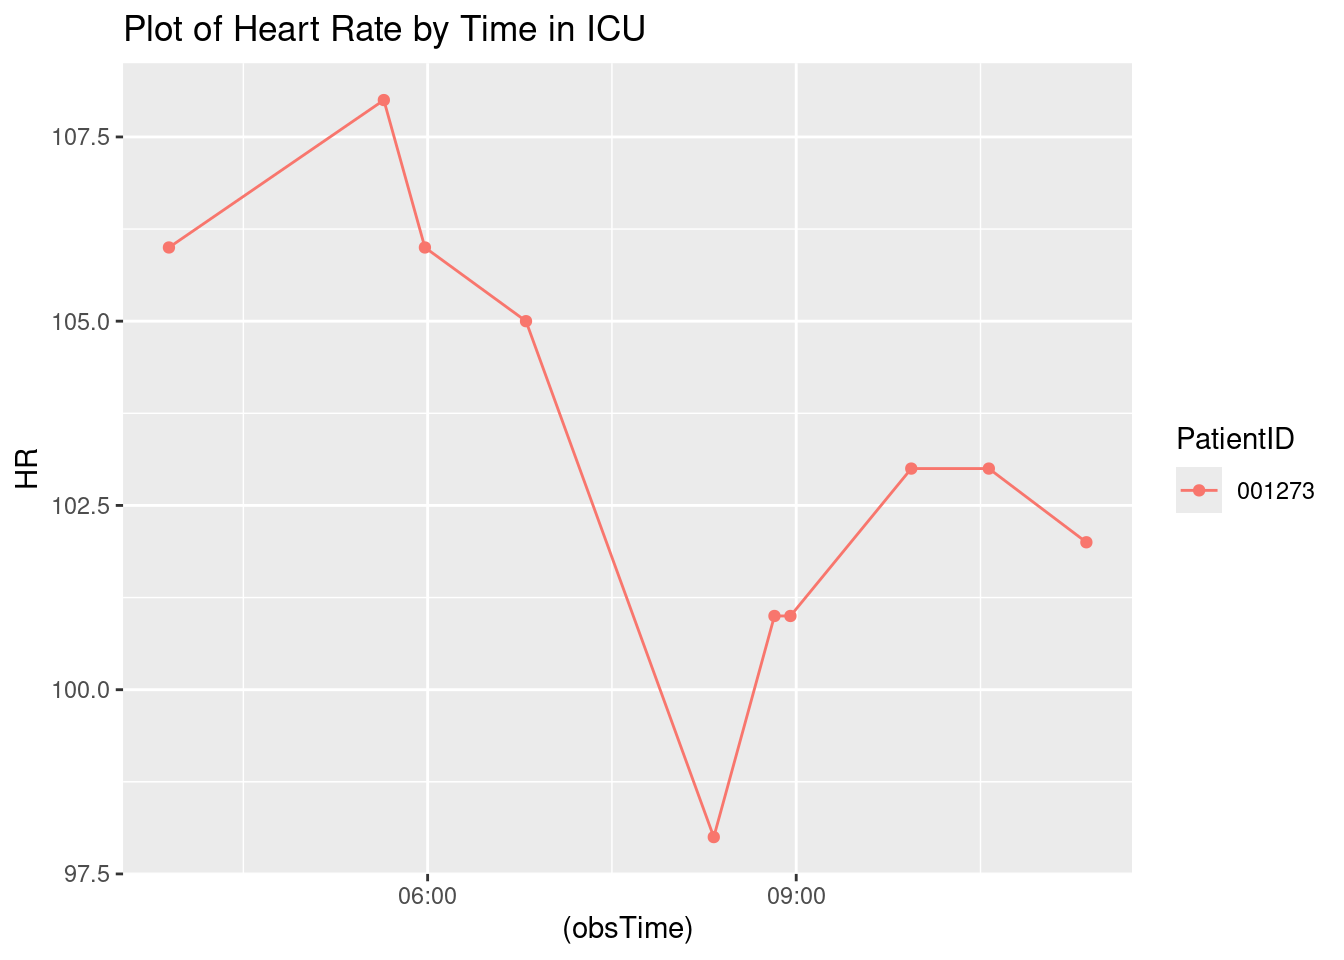 Plot of Heart Rate by Time in ICU
107.5
105.0
102.5
100.0
97.5
HR
06:00
09:00
(obsTime)
PatientID
001273